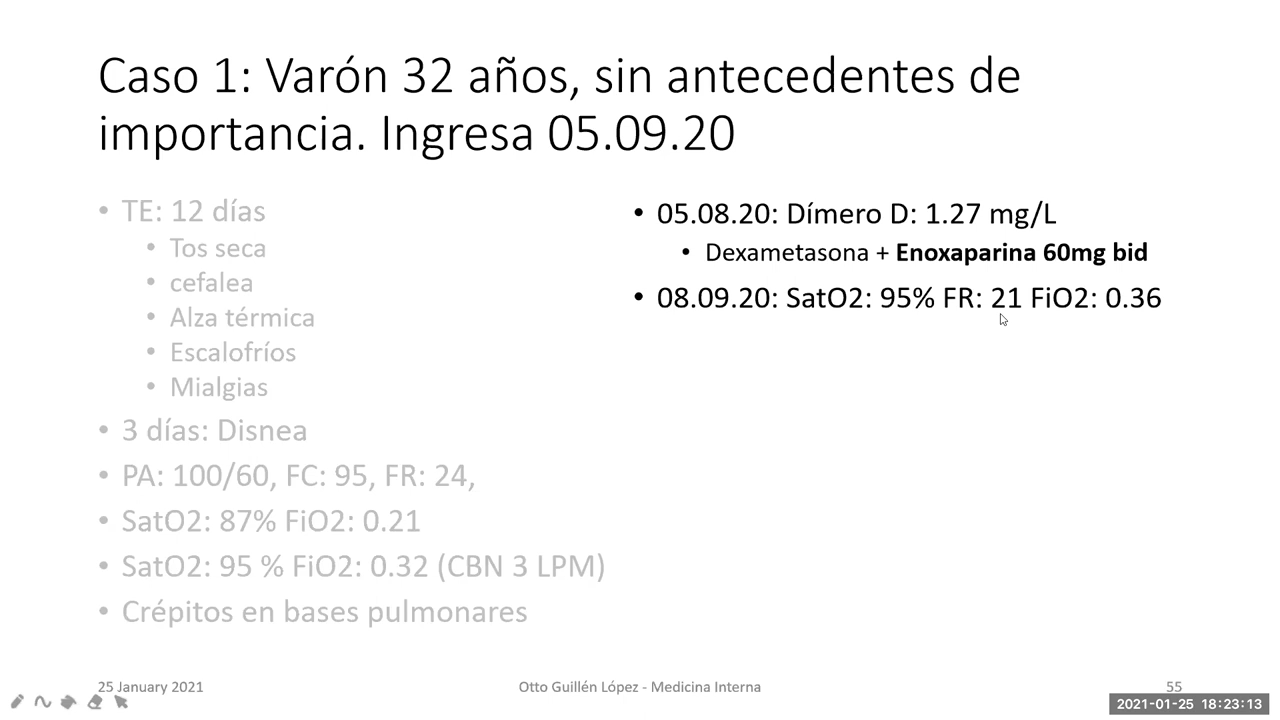 Caso 1: Varón 32 años, sin antecedentes de
importancia. Ingresa 05.09.20
• TE: 12 días
• Tos seca
• cefalea
• Alza térmica
• Escalofríos
• Mialgias
• 3 días: Disnea
• PA: 100/60, FC: 95, FR: 24,
• SatO2: 87% FiO2: 0.21
• SatO2: 95 % FiO2: 0.32 (CBN 3 LPM)
• Crépitos en bases pulmonares
• 05.08.20: Dímero D: 1.27 mg/L
• Dexametasona + Enoxaparina 60mg bid
• 08.09.20: SatO2: 95% FR: 21 FiO2: 0.36
25 January 2021
Otto Guillén López - Medicina Interna
55
2021-01-25 18:23:13